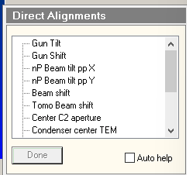 Direct Alignments
Gun Tilt
Gun Shift
nP Beam tilt pp X
nP Beam tilt pp Y
Beam shift
Tomo Beam shift
Center C2 aperture
Condenser center TEM
Done
Auto help